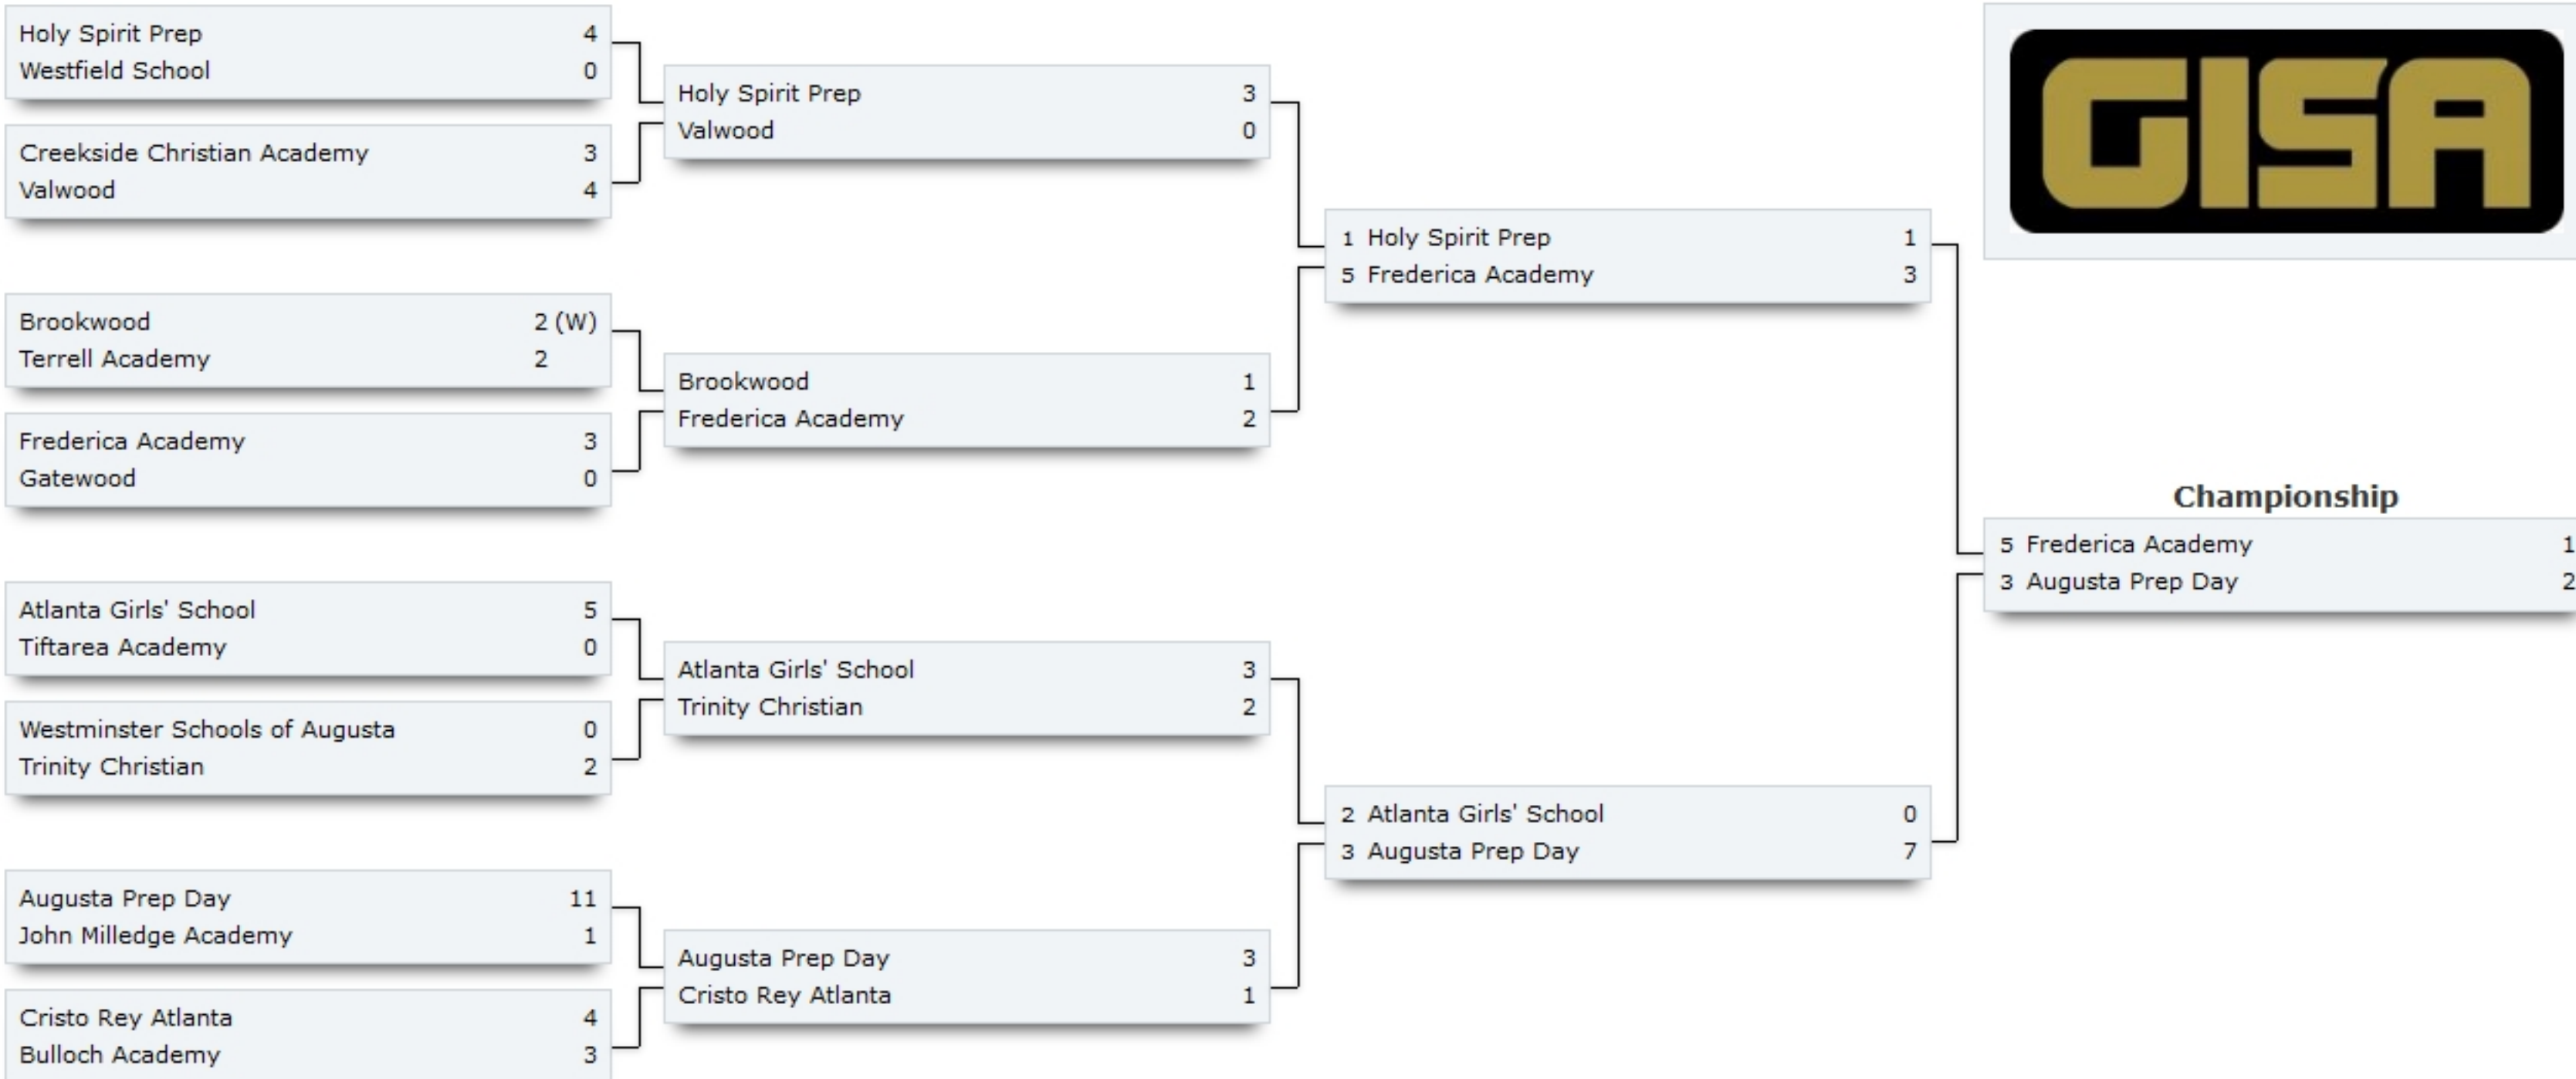 Holy Spirit Prep 4
Westfield School 0
Creekside Christian Academy 3
Valwood 4
Brookwood 2 (W)
Terrell Academy 2
Frederica Academy 3
Gatewood 0
Atlanta Girls' School 5
Tiftarea Academy 0
Westminster Schools of Augusta 0
Trinity Christian 2
Augusta Prep Day 11
John Milledge Academy 1
Cristo Rey Atlanta 4
Bulloch Academy 3
Holy Spirit Prep 3
Valwood 0
Brookwood 1
Frederica Academy 2
Atlanta Girls' School 3
Trinity Christian 2
Augusta Prep Day 3
Cristo Rey Atlanta 1
1 Holy Spirit Prep 1
5 Frederica Academy 3
2 Atlanta Girls' School 0
3 Augusta Prep Day 7
GISA
Championship
5 Frederica Academy 1
3 Augusta Prep Day 2